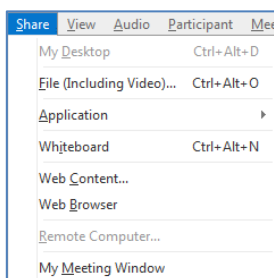 Share View Audio Participant
My Desktop Ctrl+Alt+D
File (Including Video)... Ctrl+Alt+O
Application
Whiteboard Ctrl+Alt+N
Web Content...
Web Browser
Remote Computer...
My Meeting Window